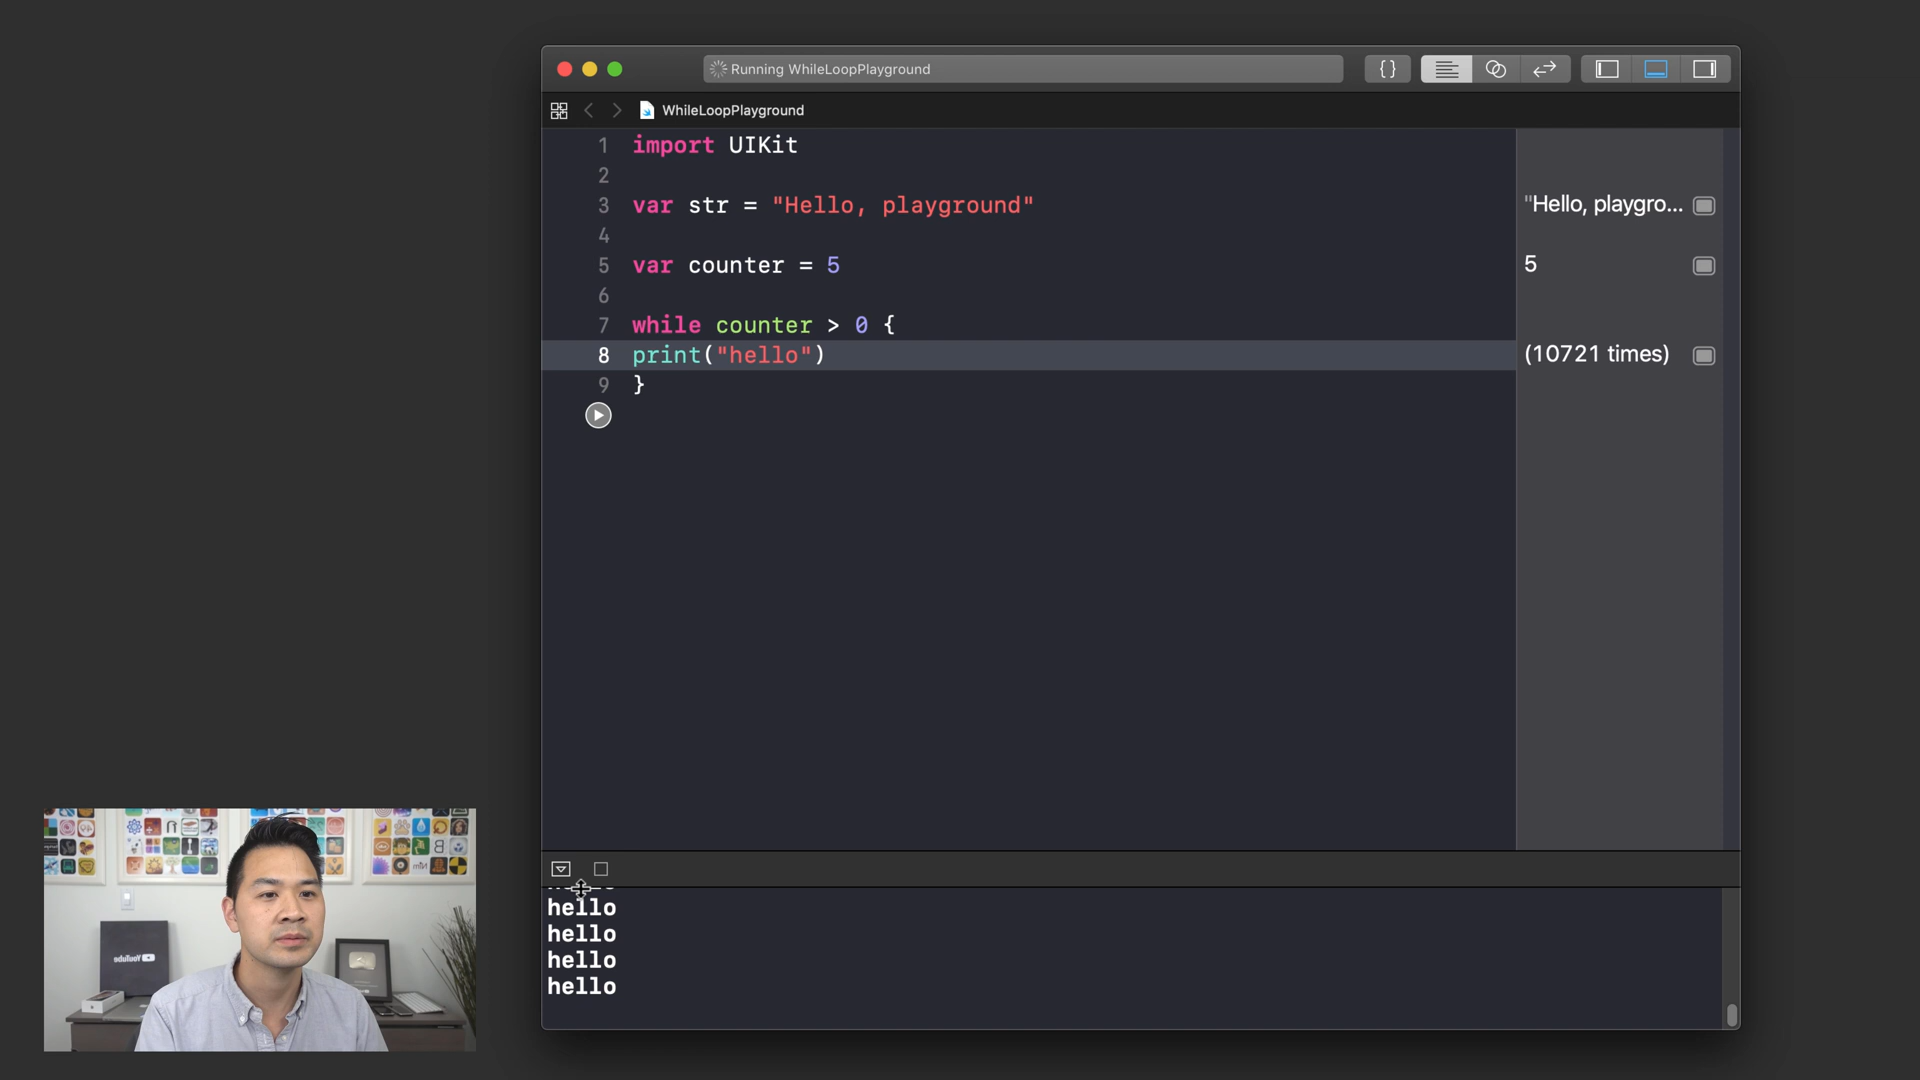 Running WhileLoopPlayground
{}
WhileLoopPlayground
1 import UIKit
2
3 var str = "Hello, playground"
"Hello, playgro...
4
5 var counter = 5
5
6
7 while counter > 0 {
8 print("hello")
(10721 times)
9 }
hello
hello
hello
hello